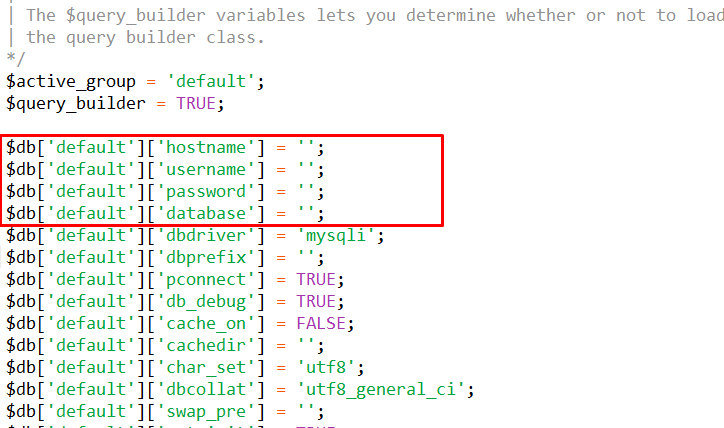 | The $query_builder variables lets you determine whether or not to load
| the query builder class.
*/
$active_group = 'default';
$query_builder = TRUE;
$db['default']['hostname'] = '';
$db['default']['username'] = '';
$db['default']['password'] = '';
$db['default']['database'] = '';
$db['default']['dbdriver'] = 'mysqli';
$db['default']['dbprefix'] = '';
$db['default']['pconnect'] = TRUE;
$db['default']['db_debug'] = TRUE;
$db['default']['cache_on'] = FALSE;
$db['default']['cachedir'] = '';
$db['default']['char_set'] = 'utf8';
$db['default']['dbcollat'] = 'utf8_general_ci';
$db['default']['swap_pre'] = '';